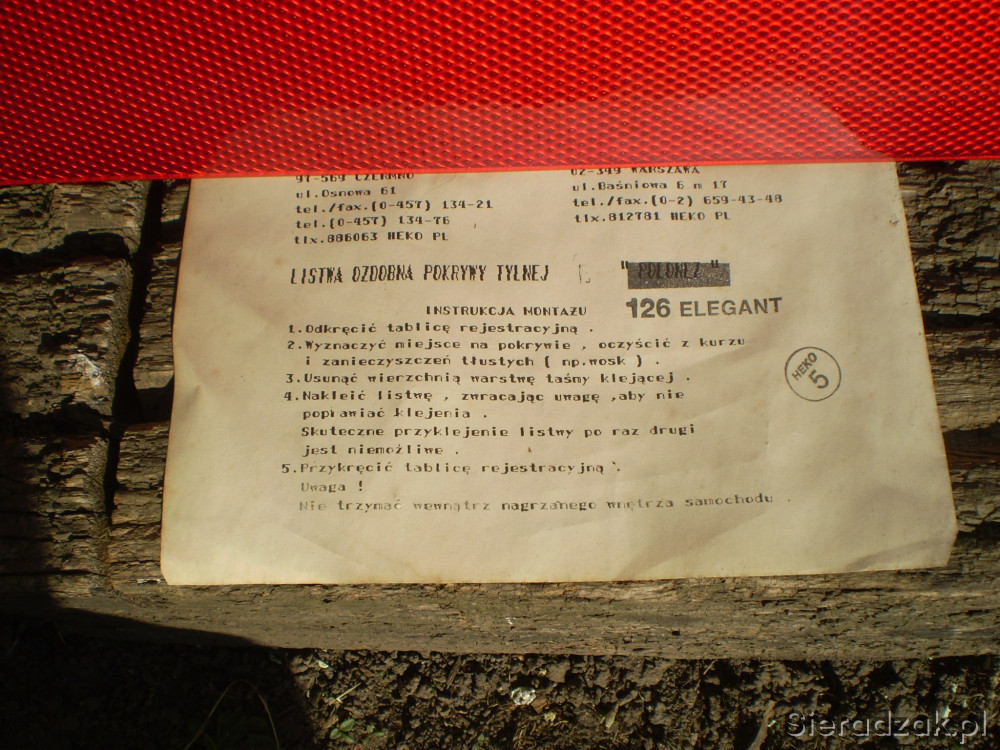 97-569 CZERMNO
ul.Osnowa 61
tel./fax.(0-457) 134-21
tel.(0-457) 134-76
tlx.886063 HEKO PL
02-349 WARSZAWA
ul.Baśniowa 6 m 17
tel./fax.(0-2) 659-43-48
tlx.812781 HEKO PL
LISTWA OZDOBNA POKRYWY TYLNEJ " POLONEZ "
126 ELEGANT
INSTRUKCJA MONTAŻU
1.Odkręcić tablicę rejestracyjną .
2.Wyznaczyć miejsce na pokrywie , oczyścić z kurzu
i zanieczyszczeń tłustych ( np.wosk ) .
3.Usunąć wierzchnią warstwę taśmy klejącej .
4.Nakleić listwę , zwracając uwagę ,aby nie
poprawiać klejenia .
Skuteczne przyklejenie listwy po raz drugi
jest niemożliwe .
5.Przykręcić tablicę rejestracyjną .
Uwaga !
Nie trzymać wewnątrz nagrzanego wnętrza samochodu .
HEKO
5
Sieradzak.pl